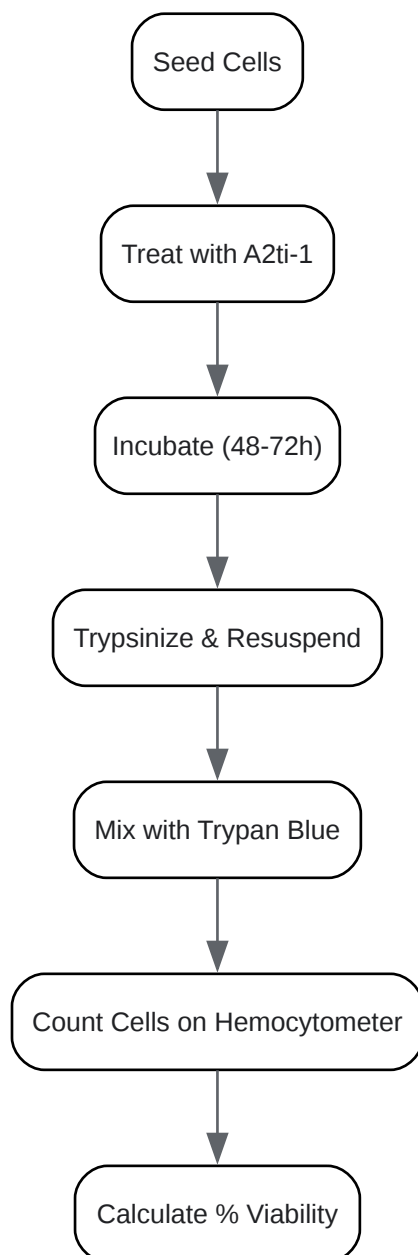 Seed Cells
Treat with A2ti-1
Incubate (48-72h)
Trypsinize & Resuspend
Mix with Trypan Blue
Count Cells on Hemocytometer
Calculate % Viability